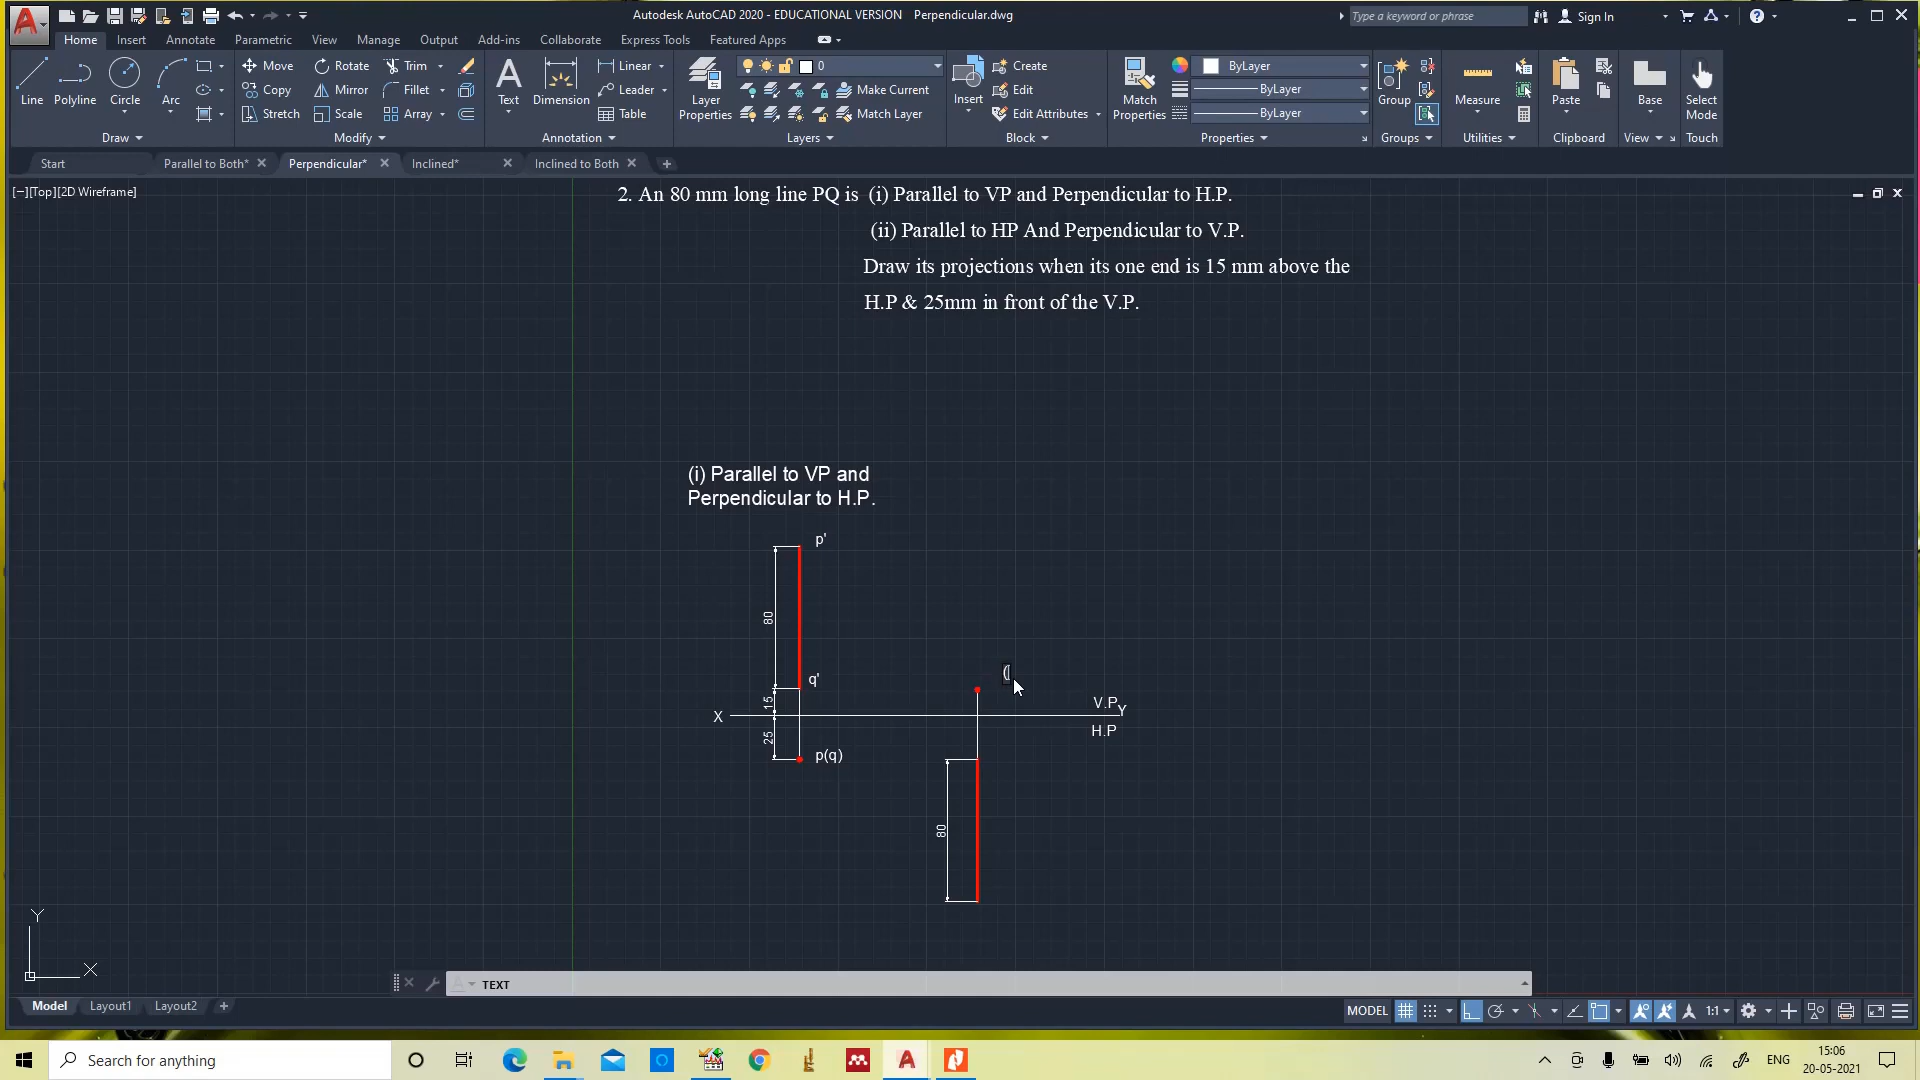 Autodesk AutoCAD 2020 - EDUCATIONAL VERSION Perpendicular.dwg
Type a keyword or phrase
Sign In
Home Insert Annotate Parametric View Manage Output Add-ins Collaborate Express Tools Featured Apps
Line Polyline Circle Arc
Move Rotate Trim
Copy Mirror Fillet
Stretch Scale Array
Text Dimension
Linear
Leader
Table
Layer Properties
0
Make Current
Match Layer
Insert
Create
Edit
Edit Attributes
Match Properties
ByLayer
ByLayer
ByLayer
Group
Measure
Paste
Base
Select Mode
Draw Modify Annotation Layers Block Properties Groups Utilities Clipboard View Touch
Start Parallel to Both* Perpendicular* Inclined* Inclined to Both
[−][Top][2D Wireframe]
2. An 80 mm long line PQ is (i) Parallel to VP and Perpendicular to H.P.
(ii) Parallel to HP And Perpendicular to V.P.
Draw its projections when its one end is 15 mm above the
H.P & 25mm in front of the V.P.
(i) Parallel to VP and
Perpendicular to H.P.
p'
80
q'
(
15
X
V.P
Y
25
H.P
p(q)
80
Y
X
TEXT
Model Layout1 Layout2
MODEL
1:1
Search for anything
ENG
15:06
20-05-2021